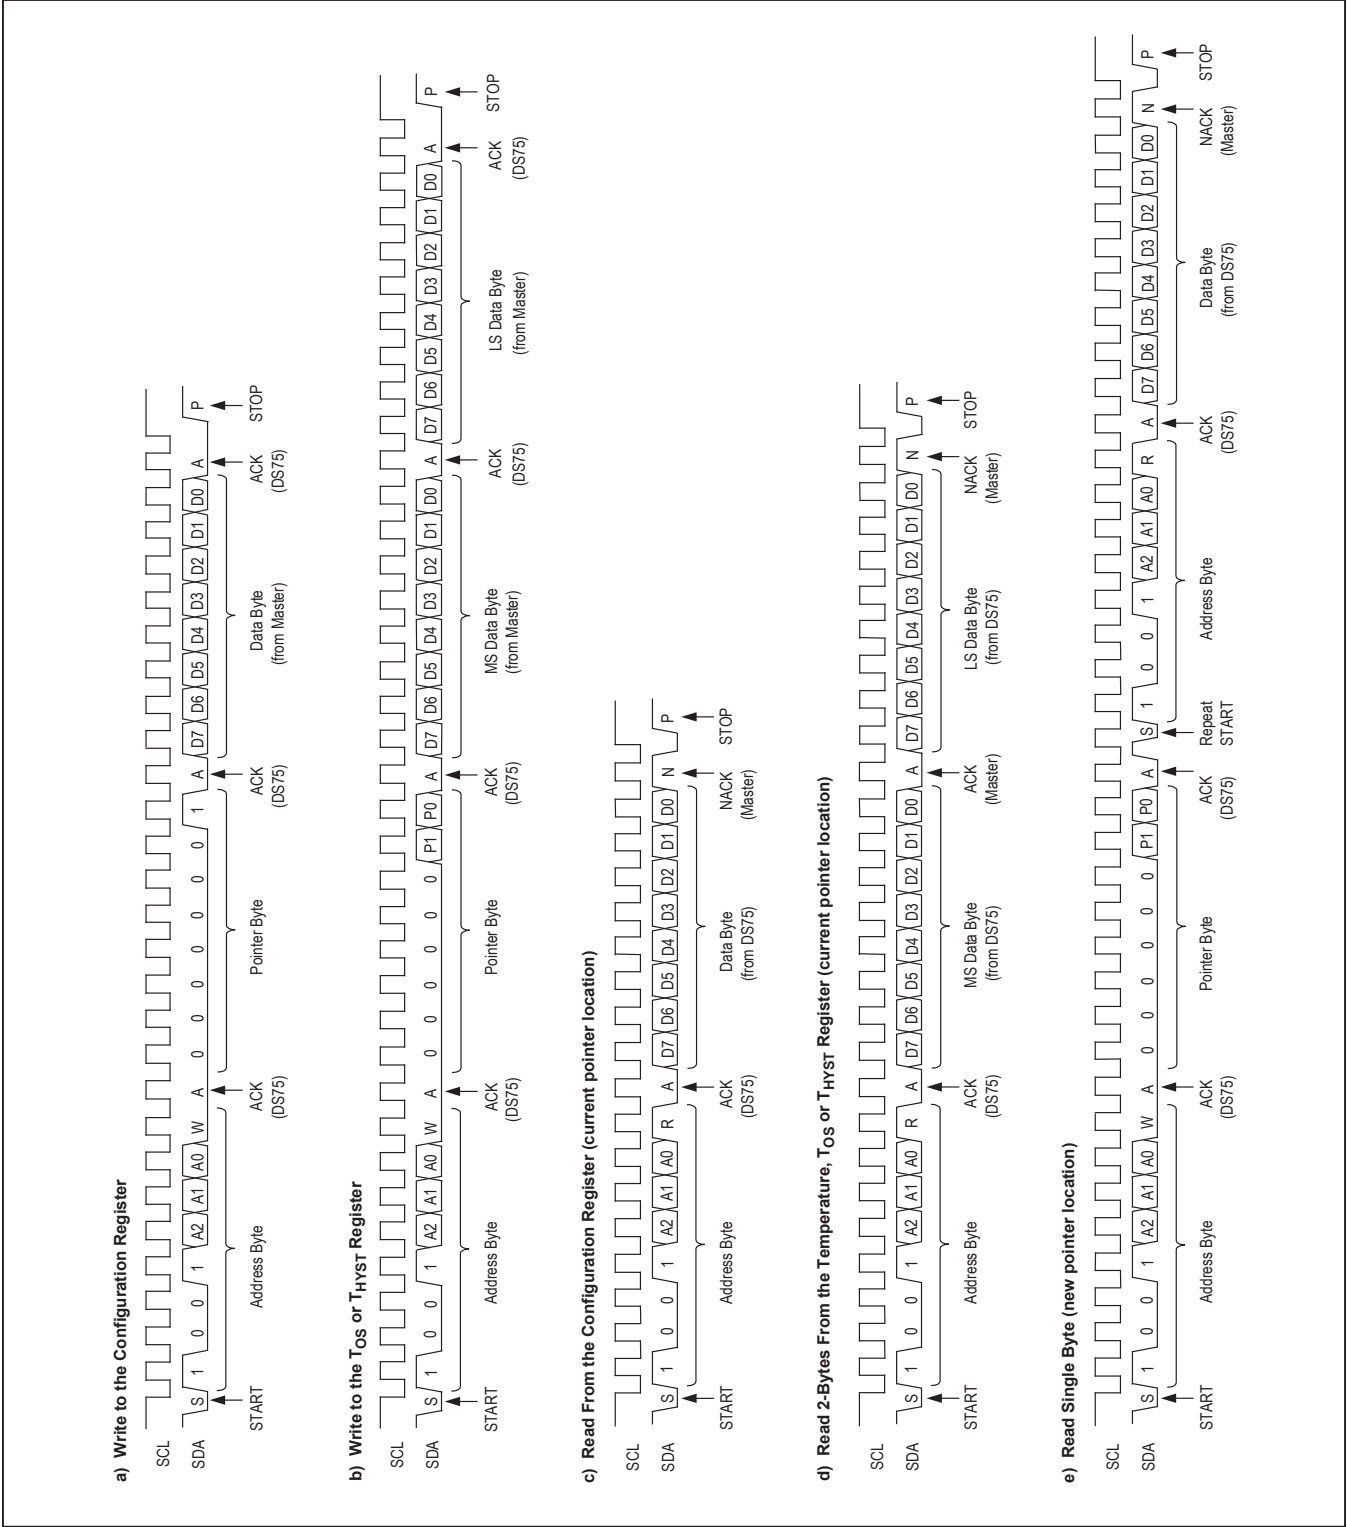 a) Write to the Configuration Register
SCL
SDA
S 1 0 0 1 A2 A1 A0 W A 0 0 0 0 0 0 0 1 A D7 D6 D5 D4 D3 D2 D1 D0 A P
START
Address Byte
ACK
(DS75)
Pointer Byte
ACK
(DS75)
Data Byte
(from Master)
ACK
(DS75)
STOP
b) Write to the TOS or THYST Register
SCL
SDA
S 1 0 0 1 A2 A1 A0 W A 0 0 0 0 0 0 P1 P0 A D7 D6 D5 D4 D3 D2 D1 D0 A D7 D6 D5 D4 D3 D2 D1 D0 A P
START
Address Byte
ACK
(DS75)
Pointer Byte
ACK
(DS75)
MS Data Byte
(from Master)
ACK
(DS75)
LS Data Byte
(from Master)
ACK
(DS75)
STOP
c) Read From the Configuration Register (current pointer location)
SCL
SDA
S 1 0 0 1 A2 A1 A0 R A D7 D6 D5 D4 D3 D2 D1 D0 N P
START
Address Byte
ACK
(DS75)
Data Byte
(from DS75)
NACK
(Master)
STOP
d) Read 2-Bytes From the Temperature, TOS or THYST Register (current pointer location)
SCL
SDA
S 1 0 0 1 A2 A1 A0 R A D7 D6 D5 D4 D3 D2 D1 D0 A D7 D6 D5 D4 D3 D2 D1 D0 N P
START
Address Byte
ACK
(DS75)
MS Data Byte
(from DS75)
ACK
(Master)
LS Data Byte
(from DS75)
NACK
(Master)
STOP
e) Read Single Byte (new pointer location)
SCL
SDA
S 1 0 0 1 A2 A1 A0 W A 0 0 0 0 0 0 P1 P0 A S 1 0 0 1 A2 A1 A0 R A D7 D6 D5 D4 D3 D2 D1 D0 N P
START
Address Byte
ACK
(DS75)
Pointer Byte
ACK
(DS75)
Repeat
START
Address Byte
ACK
(DS75)
Data Byte
(from DS75)
NACK
(Master)
STOP